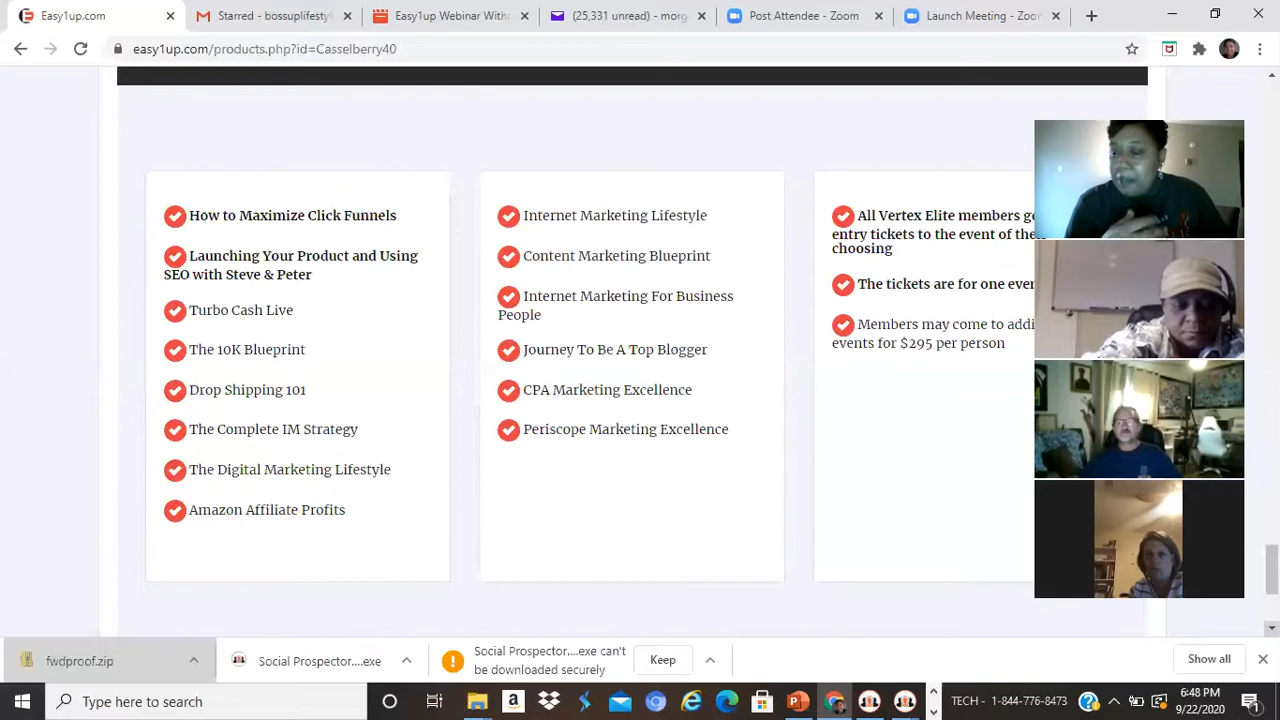 Easy1up.com
Starred - bossuplifesty
Easy1up Webinar With
(25,331 unread) - morg
Post Attendee - Zoom
Launch Meeting - Zoo
easy1up.com/products.php?id=Casselberry40
How to Maximize Click Funnels
Launching Your Product and Using
SEO with Steve & Peter
Turbo Cash Live
The 10K Blueprint
Drop Shipping 101
The Complete IM Strategy
The Digital Marketing Lifestyle
Amazon Affiliate Profits
Internet Marketing Lifestyle
Content Marketing Blueprint
Internet Marketing For Business
People
Journey To Be A Top Blogger
CPA Marketing Excellence
Periscope Marketing Excellence
All Vertex Elite members ge
entry tickets to the event of the
choosing
The tickets are for one even
Members may come to addi
events for $295 per person
fwdproof.zip
Social Prospector....exe
Social Prospector....exe can't
be downloaded securely
Keep
Show all
Type here to search
TECH - 1-844-776-8473
6:48 PM
9/22/2020